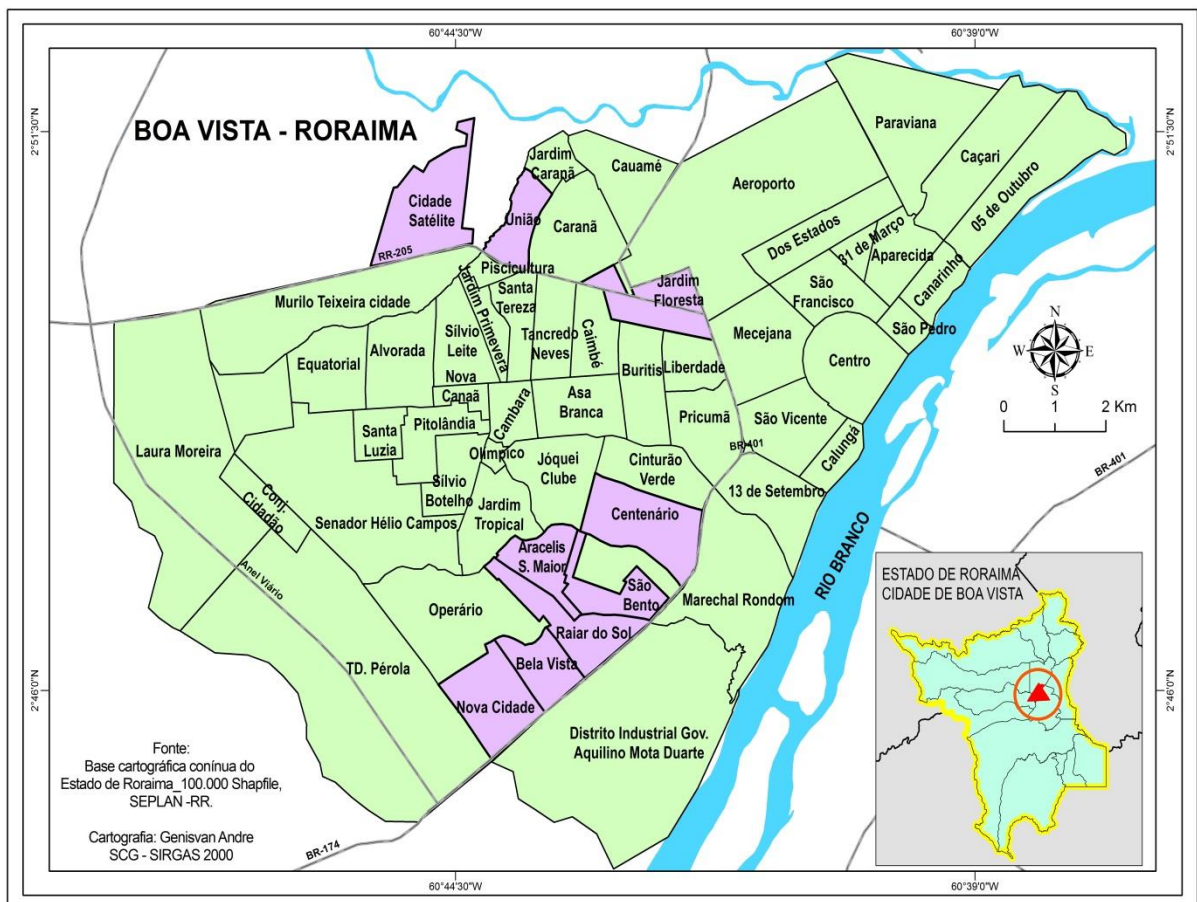 60°44'30"W
60°39'0"W
2°51'30"N
2°51'30"N
BOA VISTA - RORAIMA
Paraviana
Caçari
05 de Outubro
Jardim
Caranã
Cauamé
Aeroporto
Cidade
Satélite
União
Caranã
Dos Estados
31 de Março
Aparecida
Canarinho
RR-205
Piscicultura
Jardim
Floresta
São
Francisco
São Pedro
Murilo Teixeira cidade
Jardim Primevera
Santa
Tereza
Mecejana
Centro
Equatorial
Alvorada
Sílvio
Leite
Tancredo
Neves
Caimbé
Buritis
Liberdade
N
W
E
S
0 1 2 Km
Nova
Canaã
Cambara
Asa
Branca
Pricumã
São Vicente
Calungá
BR-401
BR-401
Laura Moreira
Santa
Luzia
Pitolândia
Olímpico
Jóquei
Clube
Cinturão
Verde
13 de Setembro
Conj.
Cidadão
Sílvio
Botelho
Senador Hélio Campos
Jardim
Tropical
Centenário
RIO BRANCO
Aracelis
S. Maior
São
Bento
Marechal Rondom
Anel Viário
Operário
Raiar do Sol
TD. Pérola
Bela Vista
Nova Cidade
Distrito Industrial Gov.
Aquilino Mota Duarte
ESTADO DE RORAIMA
CIDADE DE BOA VISTA
2°46'0"N
2°46'0"N
Fonte:
Base cartográfica conínua do
Estado de Roraima_100.000 Shapfile,
SEPLAN -RR.
Cartografia: Genisvan Andre
SCG - SIRGAS 2000
BR-174
60°44'30"W
60°39'0"W